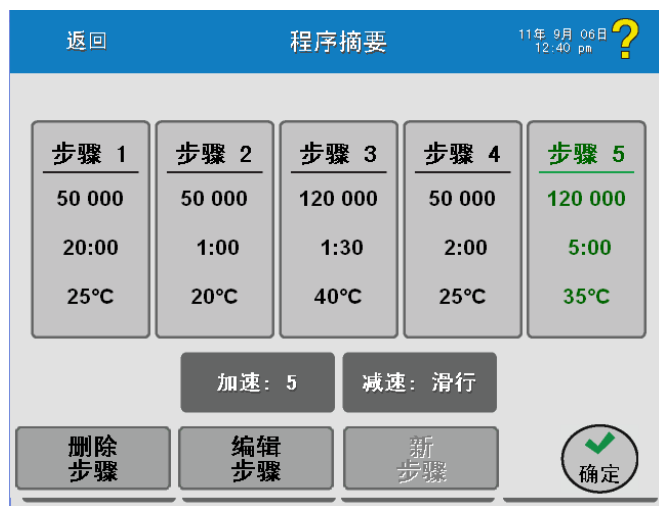 返回
程序摘要
11年 9月 06日
12:40 pm
?
步骤 1
步骤 2
步骤 3
步骤 4
步骤 5
50 000
50 000
120 000
50 000
120 000
20:00
1:00
1:30
2:00
5:00
25°C
20°C
40°C
25°C
35°C
加速: 5
减速: 滑行
删除
步骤
编辑
步骤
新
步骤
确定